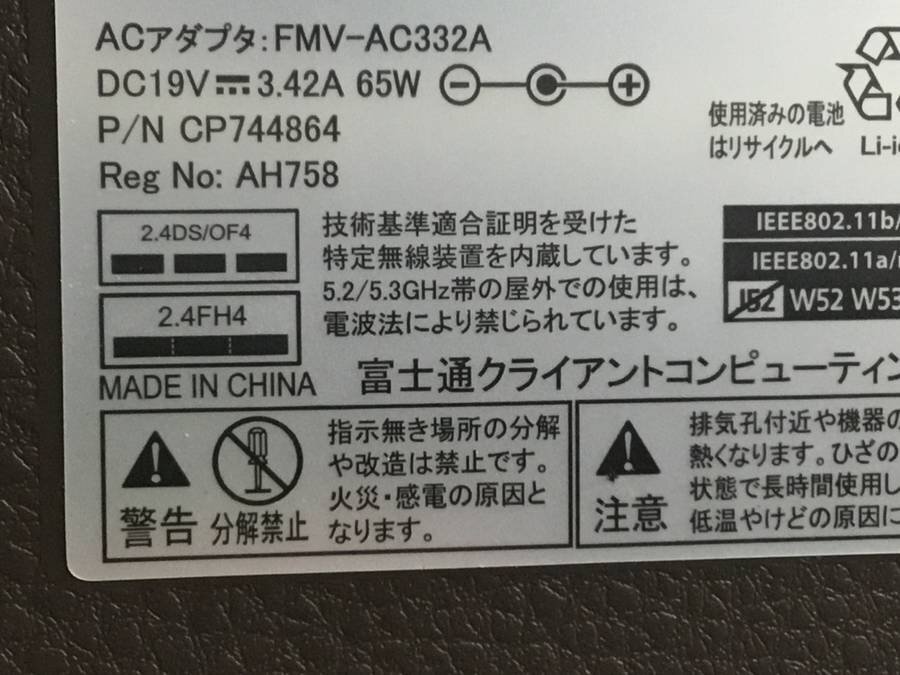 ACアダプタ:FMV-AC332A
DC19V 3.42A 65W
P/N CP744864
Reg No: AH758
使用済みの電池
はリサイクルへ
Li-
2.4DS/OF4
2.4FH4
技術基準適合証明を受けた
特定無線装置を内蔵しています。
5.2/5.3GHz帯の屋外での使用は、
電波法により禁じられています。
IEEE802.11b/
IEEE802.11a/
J52 W52 W53
MADE IN CHINA
富士通クライアントコンピューティン
警告
分解禁止
指示無き場所の分解
や改造は禁止です。
火災・感電の原因と
なります。
注意
排気孔付近や機器の
熱くなります。ひざの
状態で長時間使用し
低温やけどの原因に